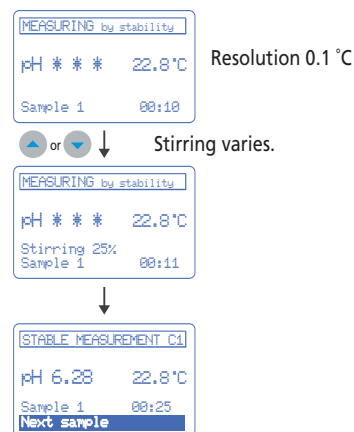 MEASURING by stability
pH * * * 22.8°C
Resolution 0.1 °C
Sample 1 00:10
or
Stirring varies.
MEASURING by stability
pH * * * 22.8°C
Stirring 25%
Sample 1 00:11
STABLE MEASUREMENT C1
pH 6.28 22.8°C
Sample 1 00:25
Next sample